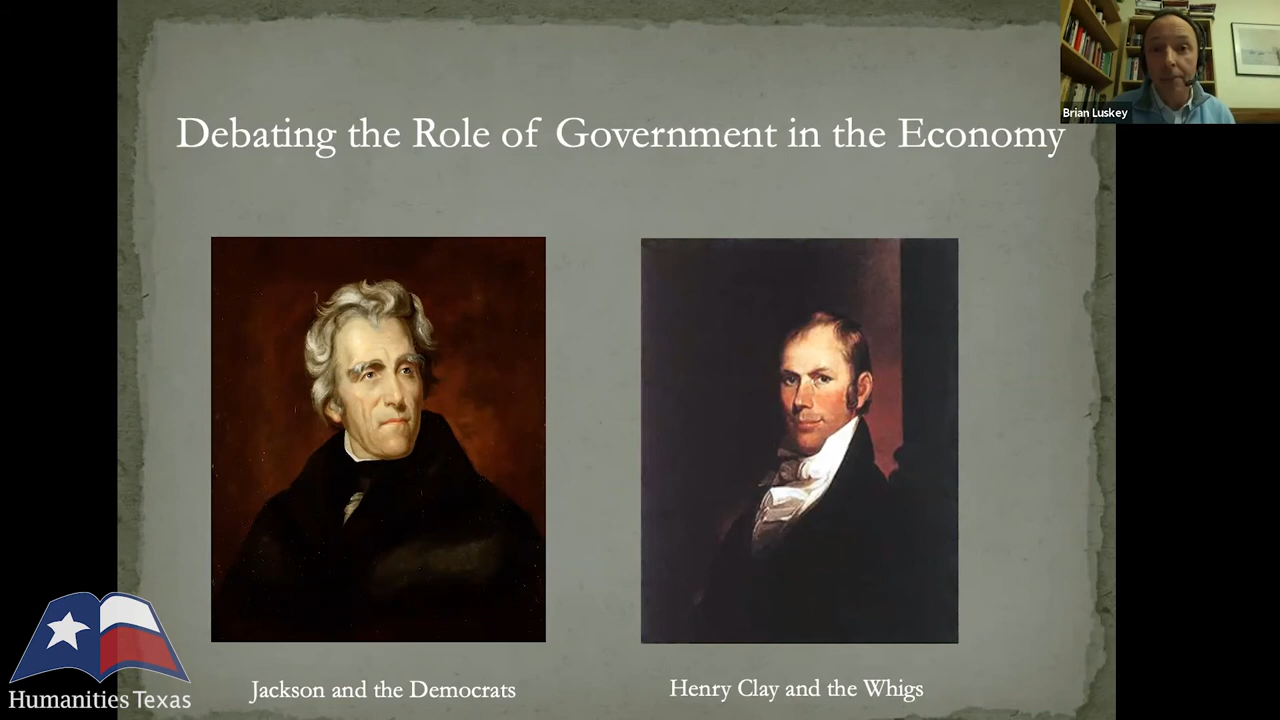 Debating the Role of Government in the Economy
Brian Luskey
Jackson and the Democrats
Henry Clay and the Whigs
Humanities Texas